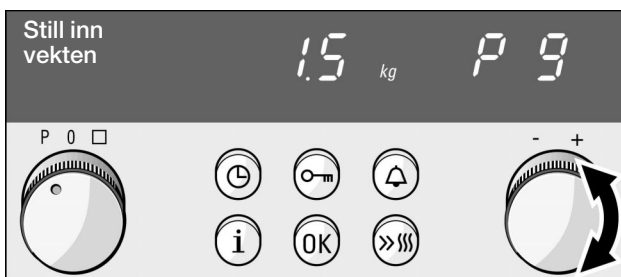 Still inn
vekten
1.5 kg P 9
P 0 □ - +
i OK